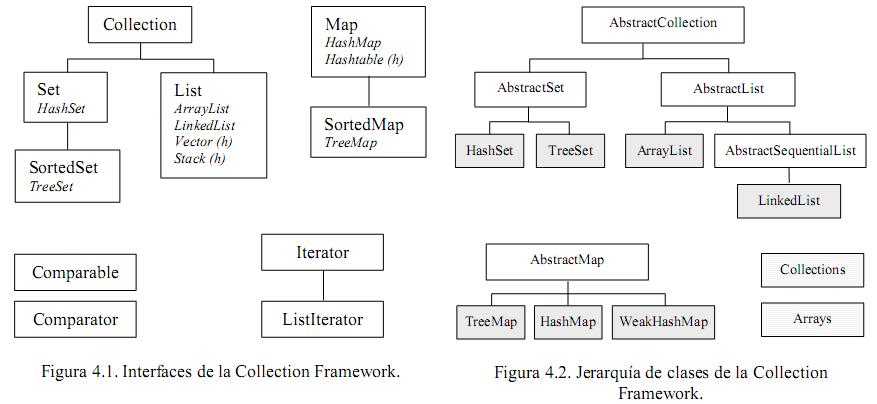 Collection
Set
HashSet
List
ArrayList
LinkedList
Vector (h)
Stack (h)
SortedSet
TreeSet
Map
HashMap
Hashtable (h)
SortedMap
TreeMap
Comparable
Comparator
Iterator
ListIterator
Figura 4.1. Interfaces de la Collection Framework.
AbstractCollection
AbstractSet
AbstractList
HashSet
TreeSet
ArrayList
AbstractSequentialList
LinkedList
AbstractMap
TreeMap
HashMap
WeakHashMap
Collections
Arrays
Figura 4.2. Jerarquía de clases de la Collection
Framework.